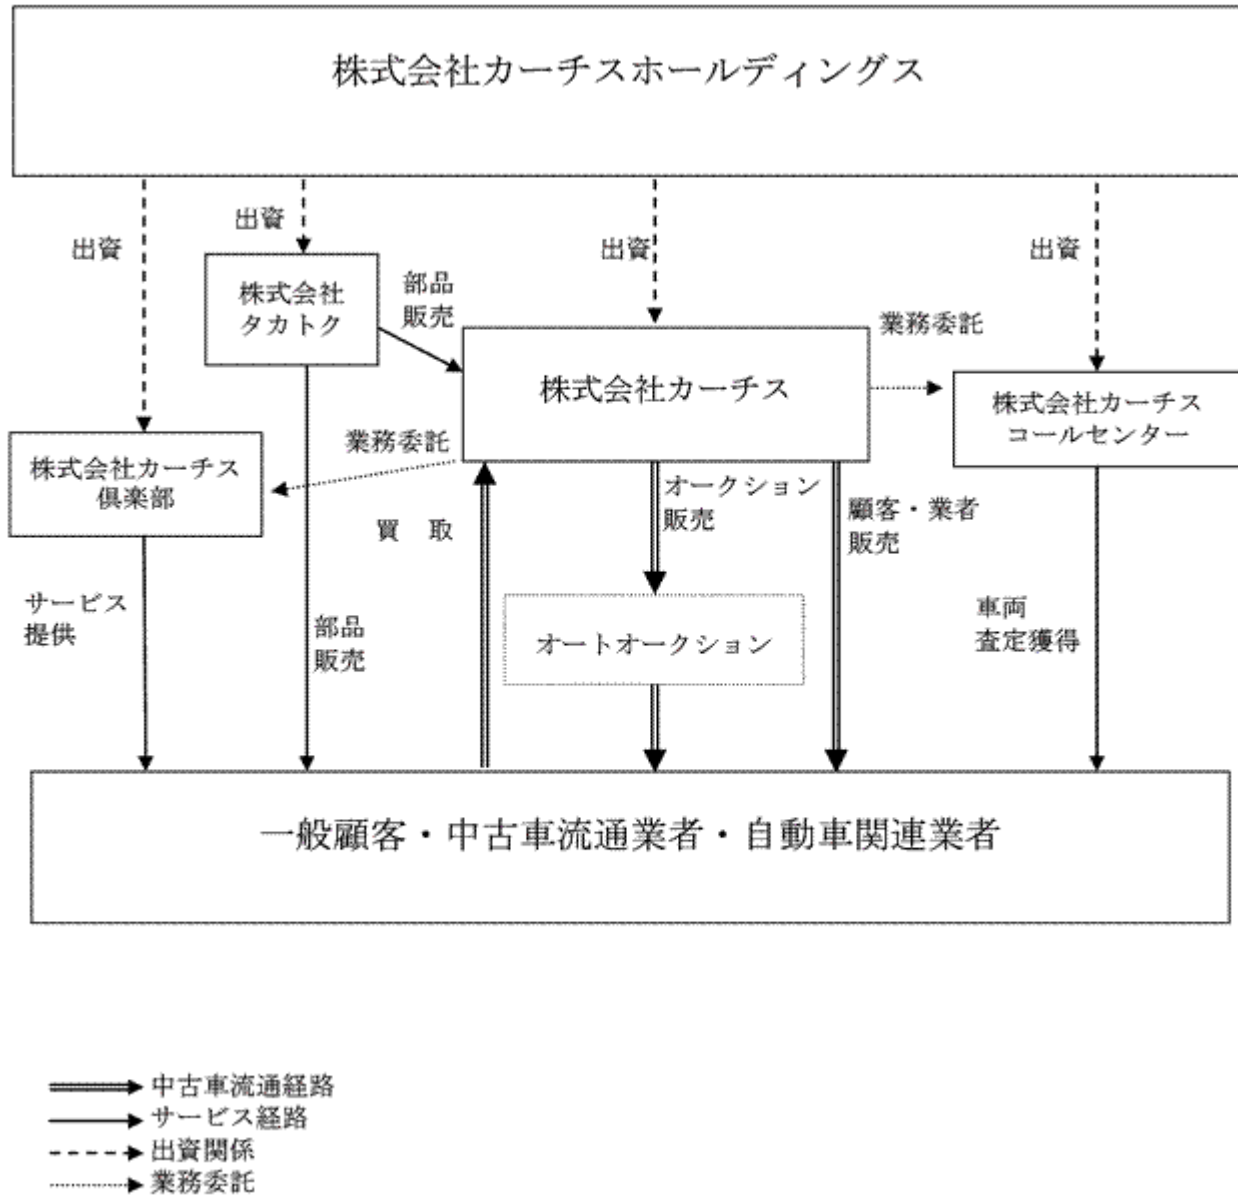 株式会社カーチスホールディングス
出資
出資
出資
出資
株式会社
タカトク
部品
販売
業務委託
株式会社カーチス
株式会社カーチス
コールセンター
業務委託
株式会社カーチス
倶楽部
買 取
オークション
販売
顧客・業者
販売
サービス
提供
部品
販売
オートオークション
車両
査定獲得
一般顧客・中古車流通業者・自動車関連業者
中古車流通経路
サービス経路
出資関係
業務委託